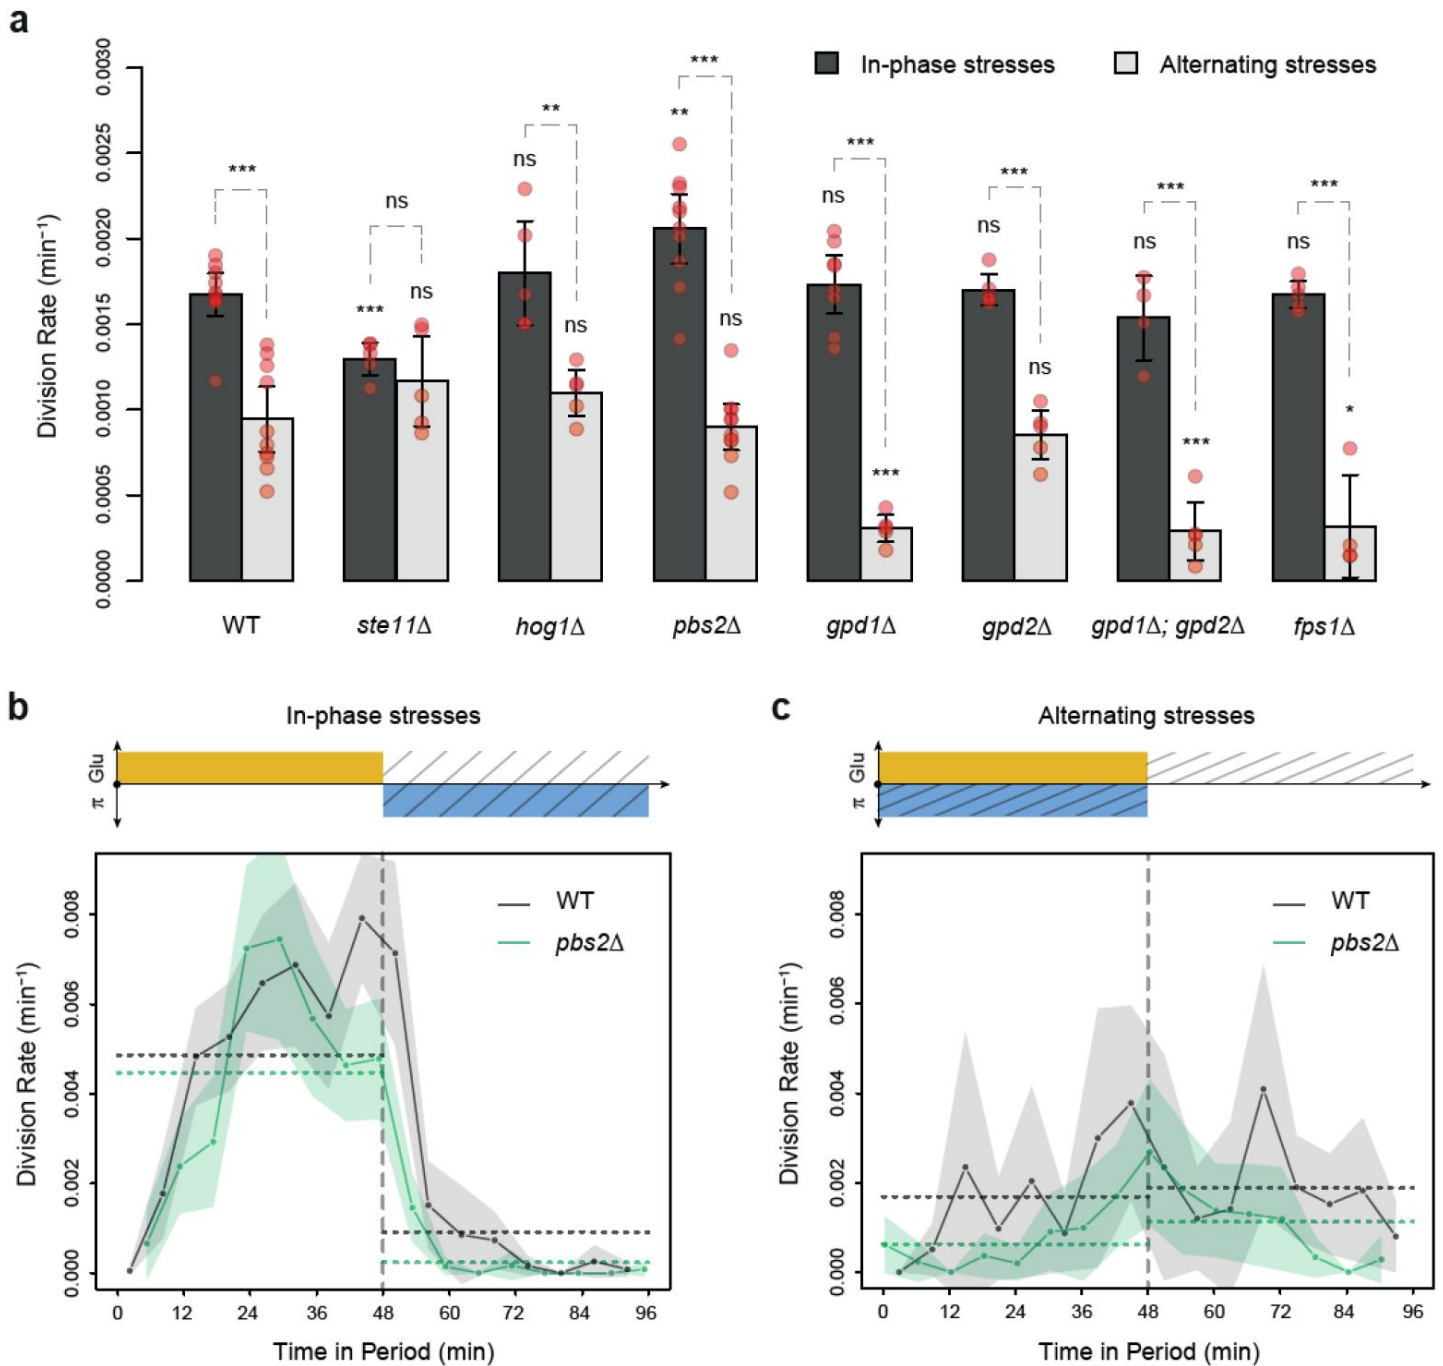 a
In-phase stresses
Alternating stresses
Division Rate (min⁻¹)
0.0030
0.0025
0.0020
0.0015
0.0010
0.0005
0.0000
***
ns
***
ns
**
ns
ns
***
**
ns
***
ns
***
***
ns
ns
***
ns
***
***
ns
*
WT
ste11Δ
hog1Δ
pbs2Δ
gpd1Δ
gpd2Δ
gpd1Δ; gpd2Δ
fps1Δ
b
In-phase stresses
Glu
π
WT
pbs2Δ
Division Rate (min⁻¹)
0.008
0.006
0.004
0.002
0.000
0 12 24 36 48 60 72 84 96
Time in Period (min)
c
Alternating stresses
Glu
π
WT
pbs2Δ
Division Rate (min⁻¹)
0.008
0.006
0.004
0.002
0.000
0 12 24 36 48 60 72 84 96
Time in Period (min)